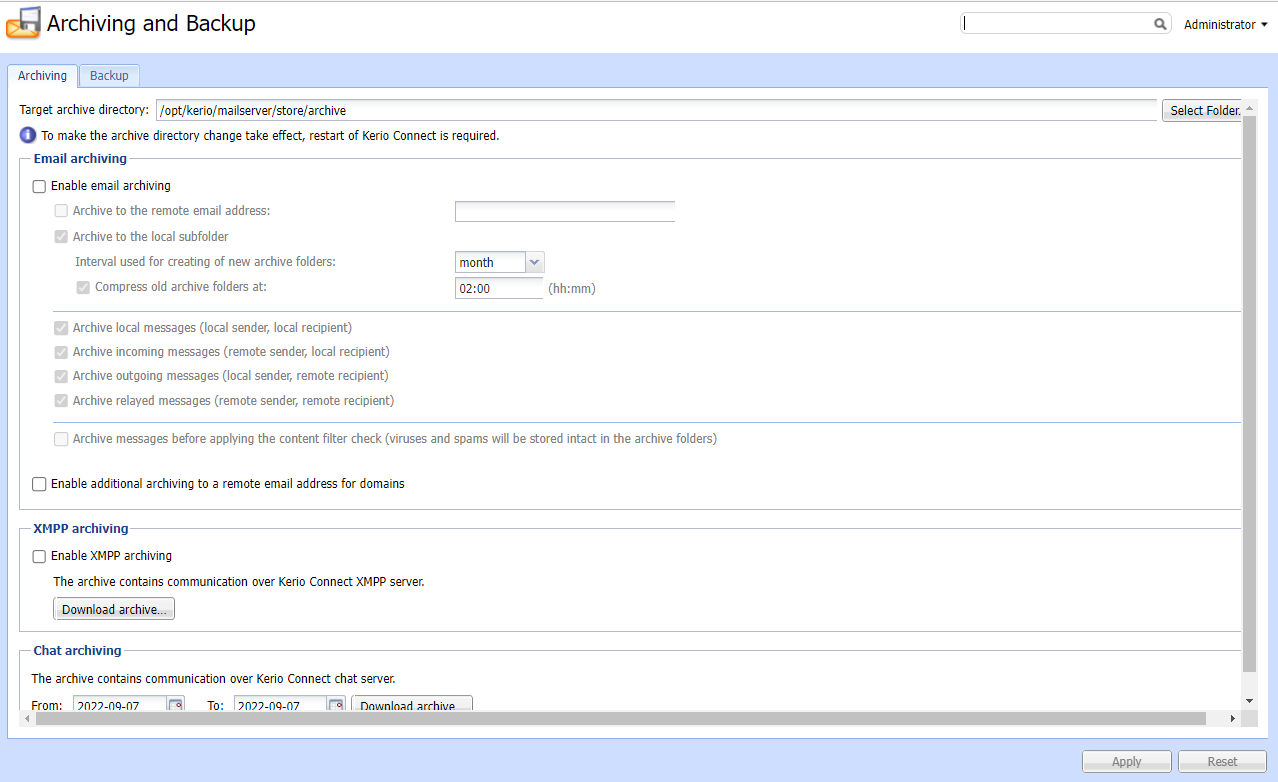 Archiving and Backup
Administrator
Archiving
Backup
Target archive directory: /opt/kerio/mailserver/store/archive Select Folder.
To make the archive directory change take effect, restart of Kerio Connect is required.
Email archiving
Enable email archiving
Archive to the remote email address:
Archive to the local subfolder
Interval used for creating of new archive folders: month
Compress old archive folders at: 02:00 (hh:mm)
Archive local messages (local sender, local recipient)
Archive incoming messages (remote sender, local recipient)
Archive outgoing messages (local sender, remote recipient)
Archive relayed messages (remote sender, remote recipient)
Archive messages before applying the content filter check (viruses and spams will be stored intact in the archive folders)
Enable additional archiving to a remote email address for domains
XMPP archiving
Enable XMPP archiving
The archive contains communication over Kerio Connect XMPP server.
Download archive...
Chat archiving
The archive contains communication over Kerio Connect chat server.
From: 2022-09-07 To: 2022-09-07 Download archive...
Apply Reset